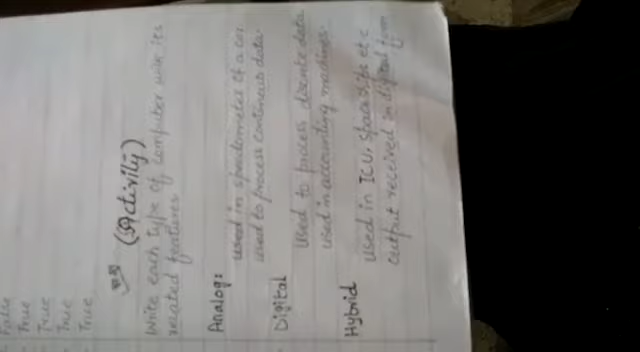 False
True
True
True
True
(Activity)
Write each type of computer with its
related features
Analog:
used in speedometer of a car
used to process continous data.
Digital
Used to process discrete data
used in accounting machines.
Hybrid
Used in ICU, spaceships etc
output received in digital form